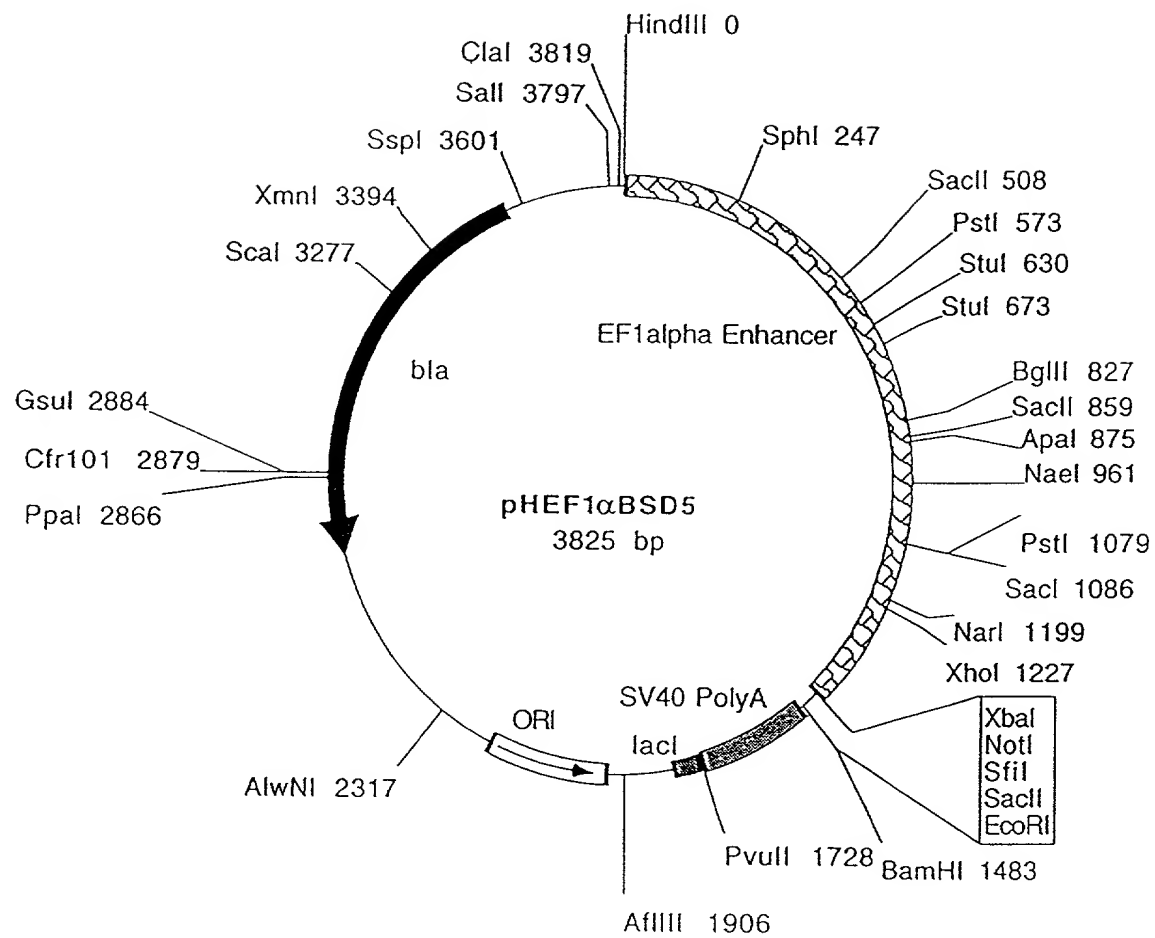 HindIII 0
ClaI 3819
SalI 3797
SspI 3601
XmnI 3394
ScaI 3277
SphI 247
SacII 508
PstI 573
StuI 630
StuI 673
EF1alpha Enhancer
bla
BglII 827
SacII 859
ApaI 875
NaeI 961
GsuI 2884
Cfr101 2879
PpaI 2866
pHEF1αBSD5
3825 bp
PstI 1079
SacI 1086
NarI 1199
XhoI 1227
SV40 PolyA
ORI
lacI
XbaI
NotI
SfiI
SacII
EcoRI
AlwNI 2317
PvuII 1728
BamHI 1483
AflIII 1906